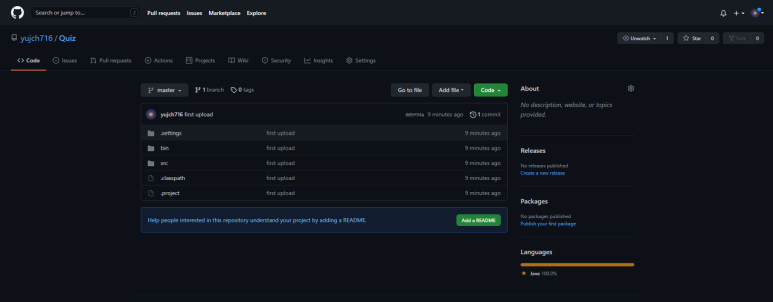 Search or jump to...
/
Pull requests Issues Marketplace Explore
yujch716 / Quiz
Unwatch 1 Star 0 Fork 0
Code Issues Pull requests Actions Projects Wiki Security Insights Settings
master 1 branch 0 tags Go to file Add file Code
yujch716 first upload 9 minutes ago 1 commit
.settings first upload 9 minutes ago
bin first upload 9 minutes ago
src first upload 9 minutes ago
.classpath first upload 9 minutes ago
.project first upload 9 minutes ago
Help people interested in this repository understand your project by adding a README. Add a README
About
No description, website, or topics
provided.
Releases
No releases published
Create a new release
Packages
No packages published
Publish your first package
Languages
Java 100.0%